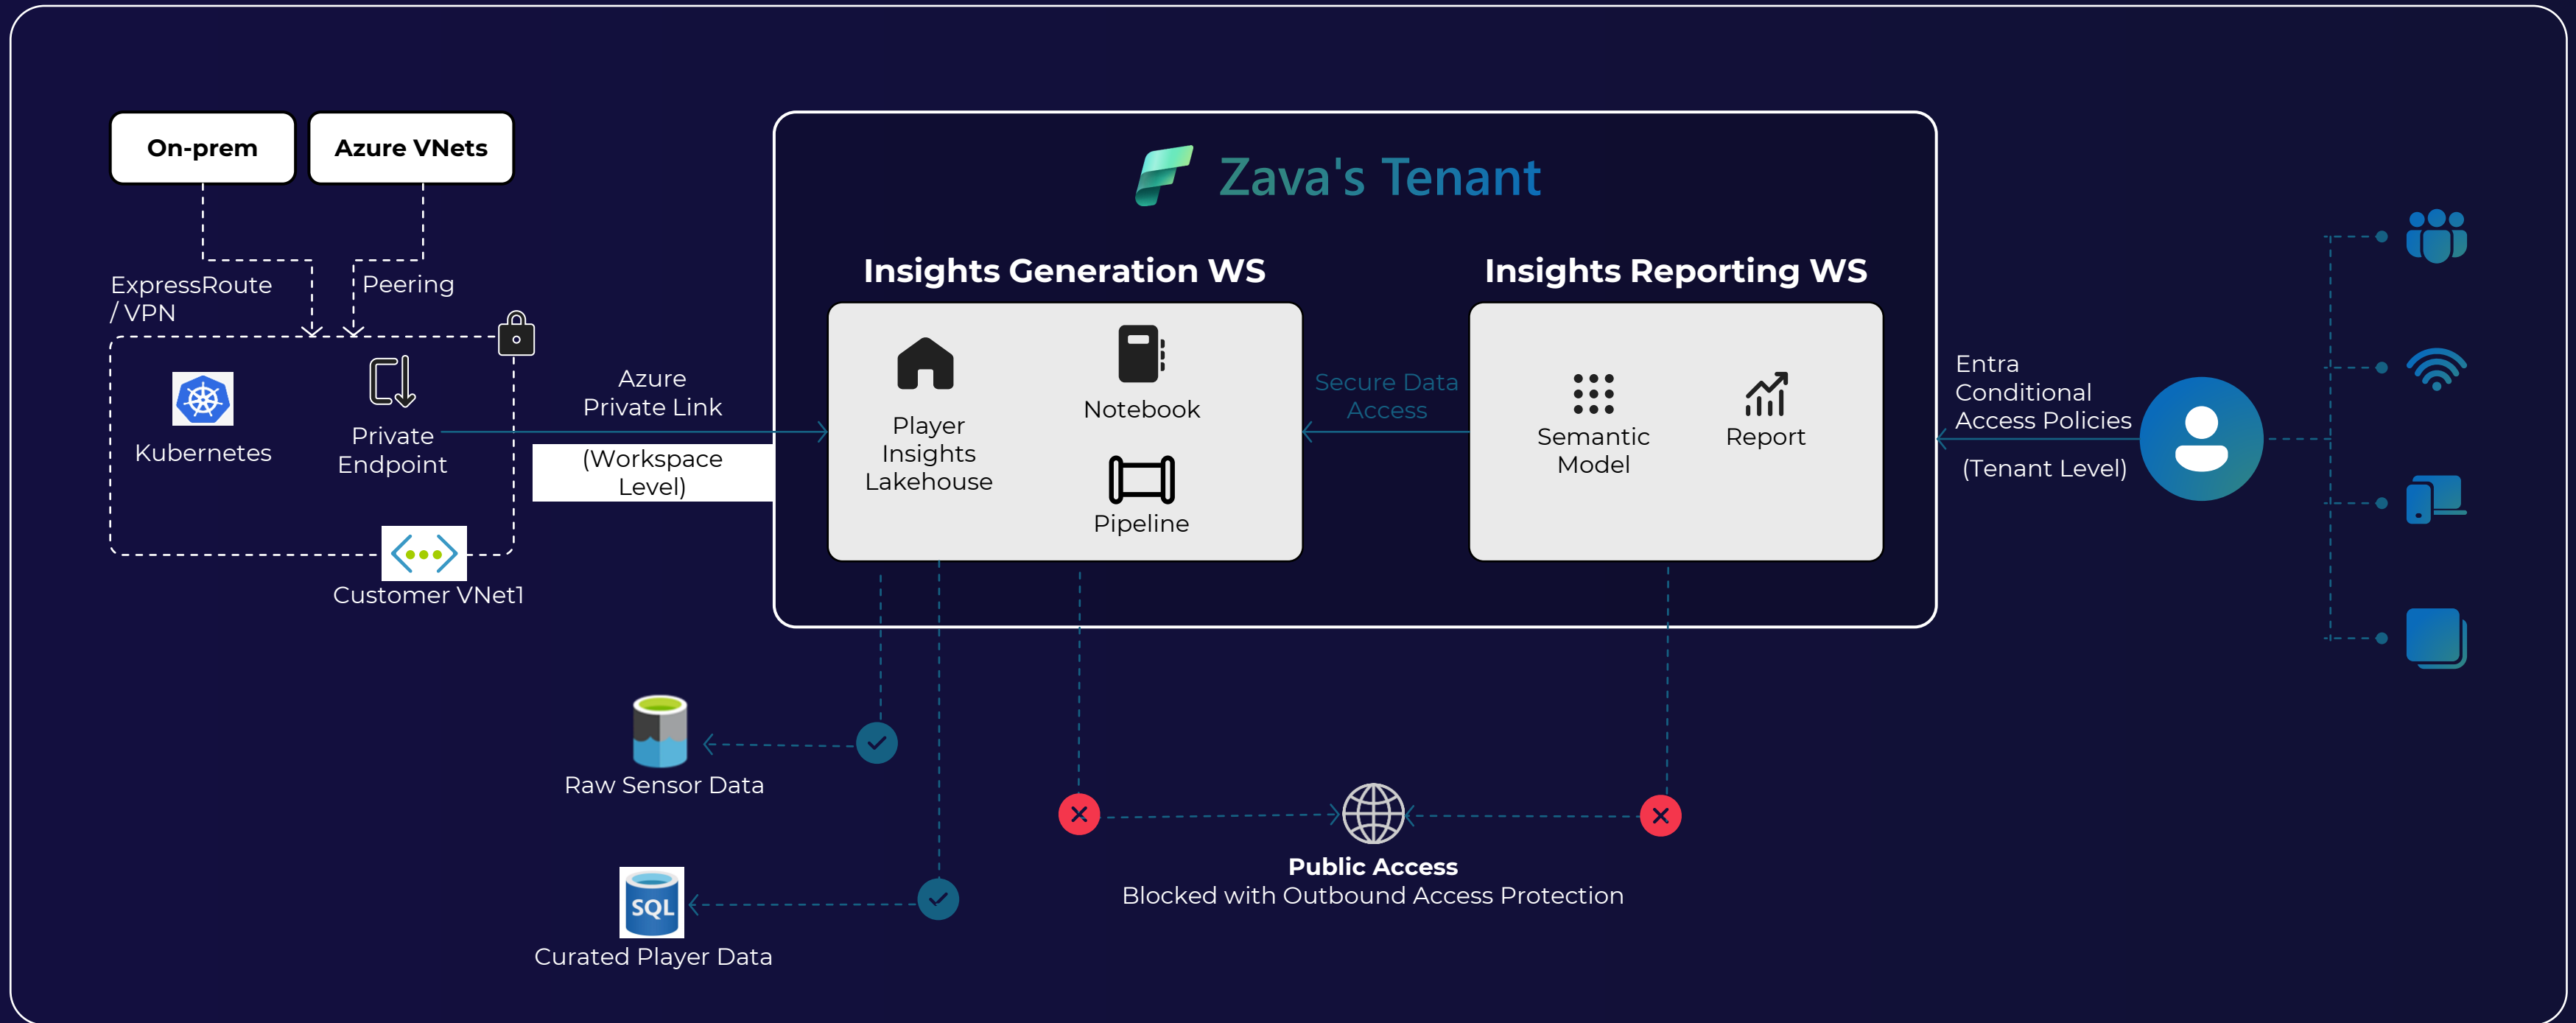 On-prem
Azure VNets
Zava's Tenant
ExpressRoute
/ VPN
Peering
Insights Generation WS
Insights Reporting WS
Kubernetes
Private
Endpoint
Azure
Private Link
(Workspace
Level)
Player
Insights
Lakehouse
Notebook
Pipeline
Secure Data
Access
Semantic
Model
Report
Entra
Conditional
Access Policies
(Tenant Level)
Customer VNet1
Raw Sensor Data
SQL
Curated Player Data
Public Access
Blocked with Outbound Access Protection